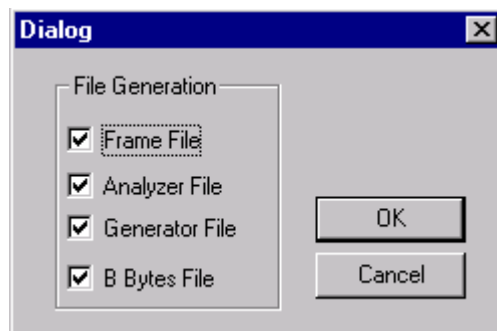 Dialog
File Generation
Frame File
Analyzer File
Generator File
B Bytes File
OK
Cancel